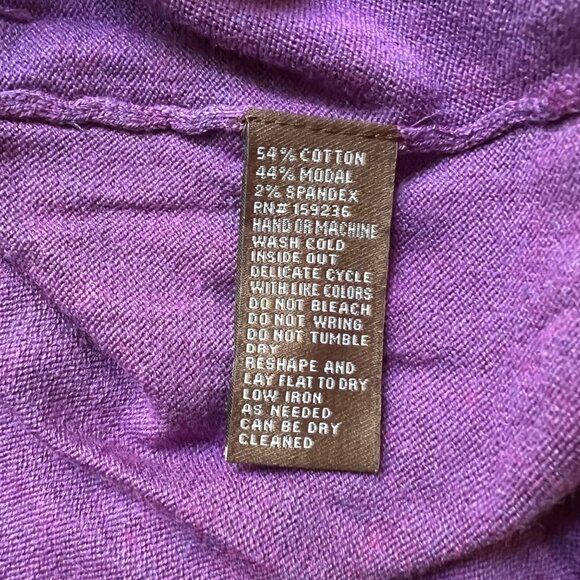 54% COTTON
44% MODAL
2% SPANDEX
RN# 159236
HAND OR MACHINE
WASH COLD
INSIDE OUT
DELICATE CYCLE
WITH LIKE COLORS
DO NOT BLEACH
DO NOT WRING
DO NOT TUMBLE
DRY
RESHAPE AND
LAY FLAT TO DRY
LOW IRON
AS NEEDED
CAN BE DRY
CLEANED